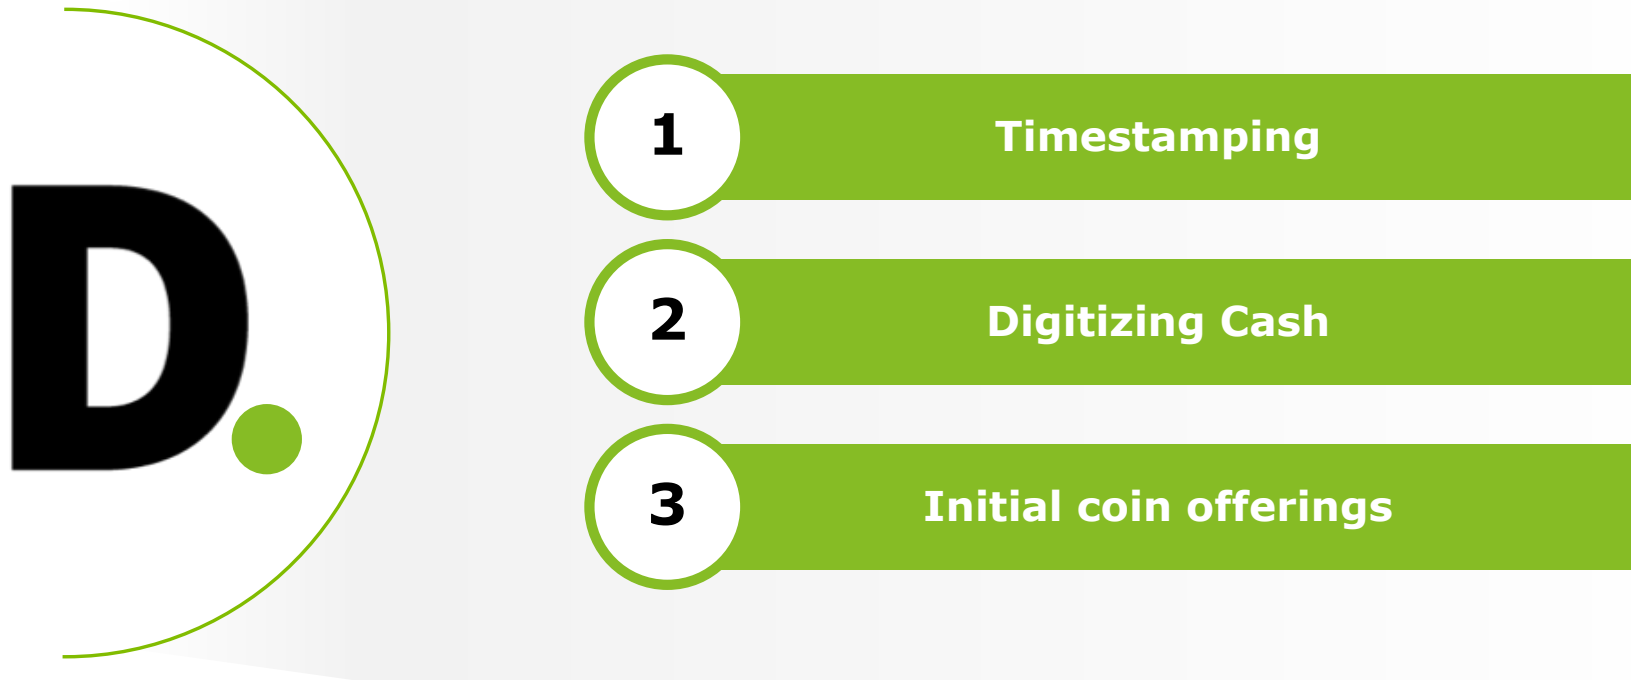 D.
1
Timestamping
2
Digitizing Cash
3
Initial coin offerings